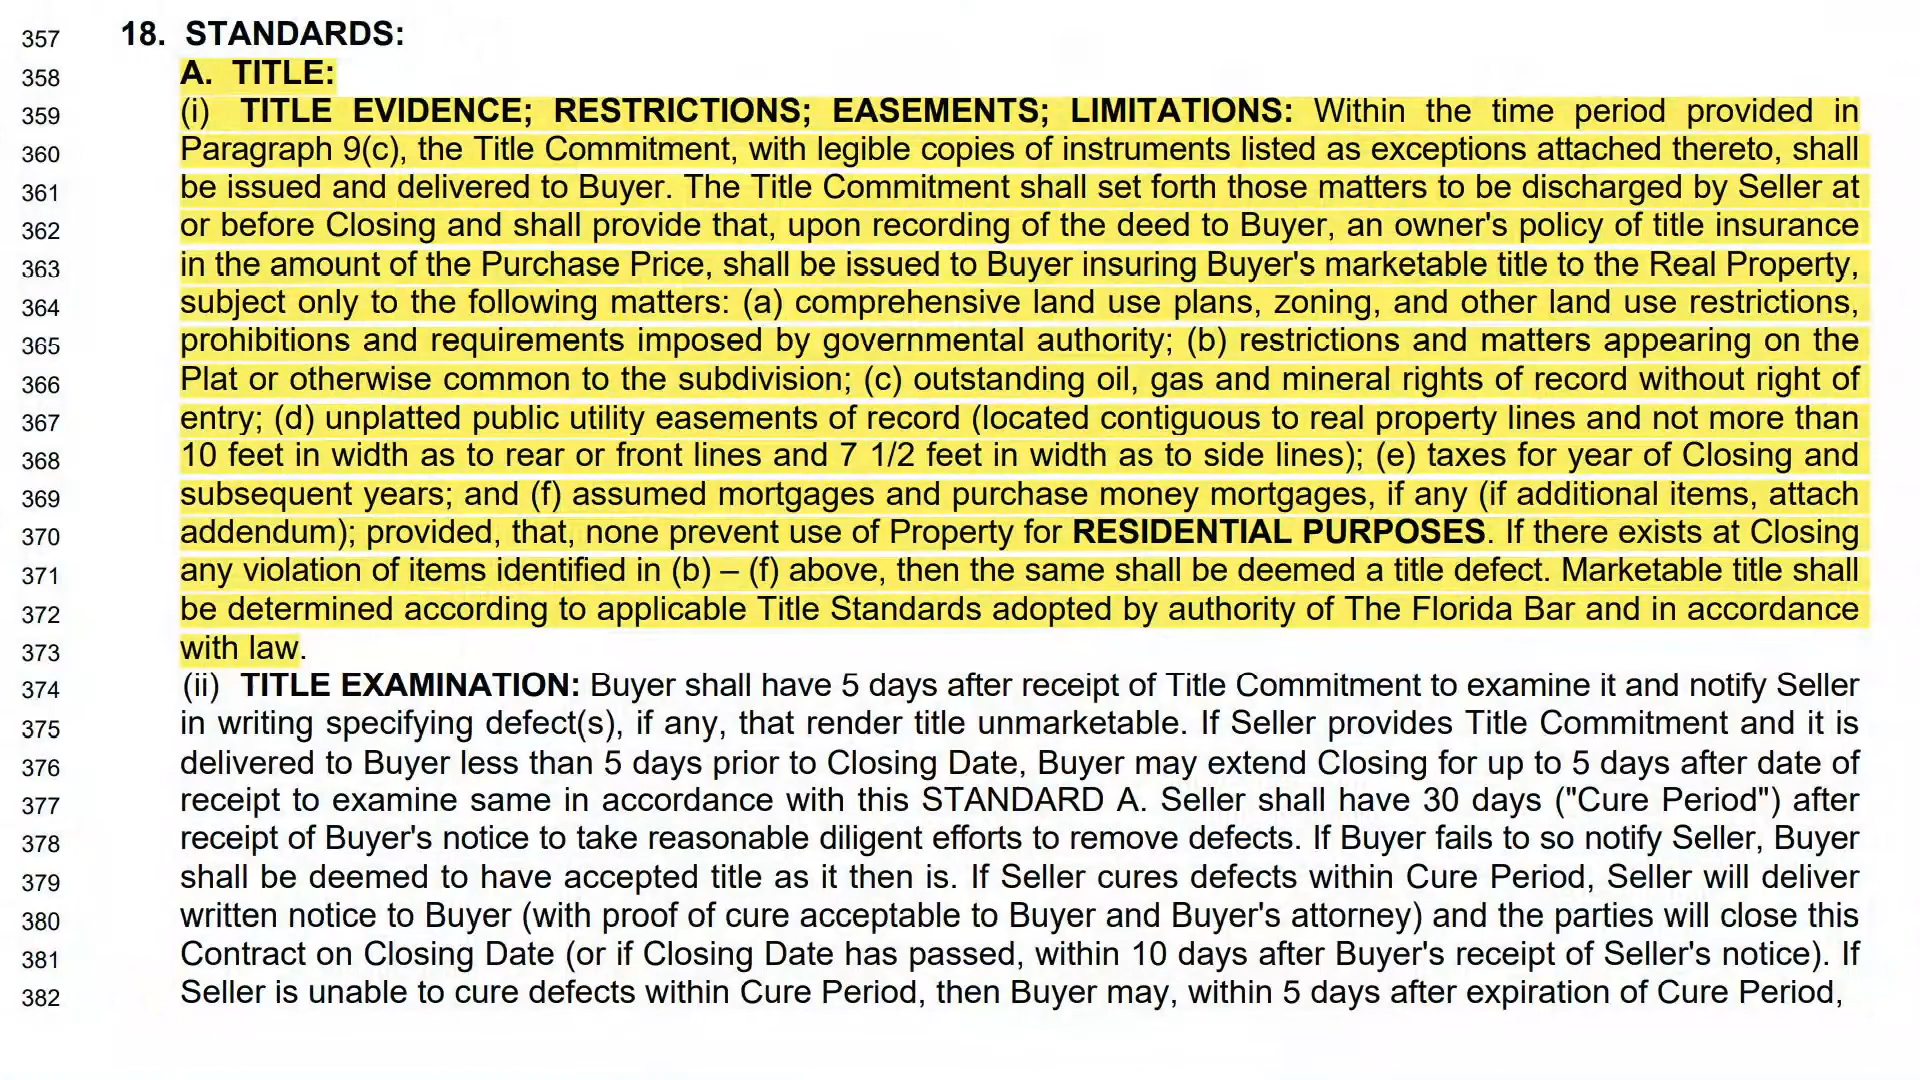 357 18. STANDARDS:
358 A. TITLE:
359 (i) TITLE EVIDENCE; RESTRICTIONS; EASEMENTS; LIMITATIONS: Within the time period provided in
360 Paragraph 9(c), the Title Commitment, with legible copies of instruments listed as exceptions attached thereto, shall
361 be issued and delivered to Buyer. The Title Commitment shall set forth those matters to be discharged by Seller at
362 or before Closing and shall provide that, upon recording of the deed to Buyer, an owner's policy of title insurance
363 in the amount of the Purchase Price, shall be issued to Buyer insuring Buyer's marketable title to the Real Property,
364 subject only to the following matters: (a) comprehensive land use plans, zoning, and other land use restrictions,
365 prohibitions and requirements imposed by governmental authority; (b) restrictions and matters appearing on the
366 Plat or otherwise common to the subdivision; (c) outstanding oil, gas and mineral rights of record without right of
367 entry; (d) unplatted public utility easements of record (located contiguous to real property lines and not more than
368 10 feet in width as to rear or front lines and 7 1/2 feet in width as to side lines); (e) taxes for year of Closing and
369 subsequent years; and (f) assumed mortgages and purchase money mortgages, if any (if additional items, attach
370 addendum); provided, that, none prevent use of Property for RESIDENTIAL PURPOSES. If there exists at Closing
371 any violation of items identified in (b) – (f) above, then the same shall be deemed a title defect. Marketable title shall
372 be determined according to applicable Title Standards adopted by authority of The Florida Bar and in accordance
373 with law.
374 (ii) TITLE EXAMINATION: Buyer shall have 5 days after receipt of Title Commitment to examine it and notify Seller
375 in writing specifying defect(s), if any, that render title unmarketable. If Seller provides Title Commitment and it is
376 delivered to Buyer less than 5 days prior to Closing Date, Buyer may extend Closing for up to 5 days after date of
377 receipt to examine same in accordance with this STANDARD A. Seller shall have 30 days ("Cure Period") after
378 receipt of Buyer's notice to take reasonable diligent efforts to remove defects. If Buyer fails to so notify Seller, Buyer
379 shall be deemed to have accepted title as it then is. If Seller cures defects within Cure Period, Seller will deliver
380 written notice to Buyer (with proof of cure acceptable to Buyer and Buyer's attorney) and the parties will close this
381 Contract on Closing Date (or if Closing Date has passed, within 10 days after Buyer's receipt of Seller's notice). If
382 Seller is unable to cure defects within Cure Period, then Buyer may, within 5 days after expiration of Cure Period,